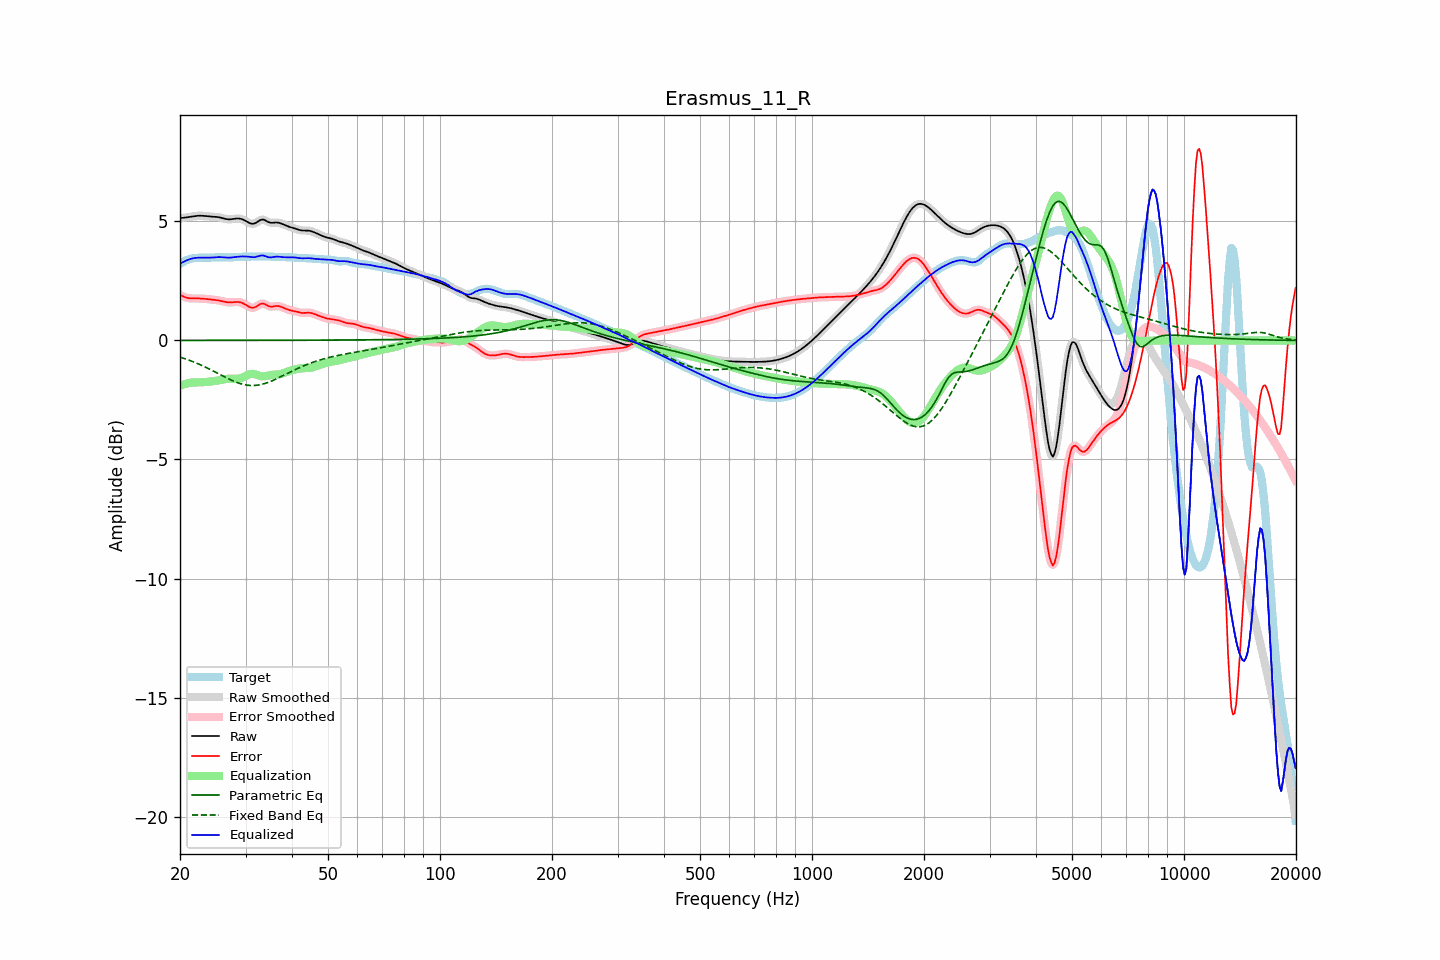 Erasmus_11_R
Amplitude (dBr)
5
0
−5
−10
−15
−20
Target
Raw Smoothed
Error Smoothed
Raw
Error
Equalization
Parametric Eq
Fixed Band Eq
Equalized
20 50 100 200 500 1000 2000 5000 10000 20000
Frequency (Hz)